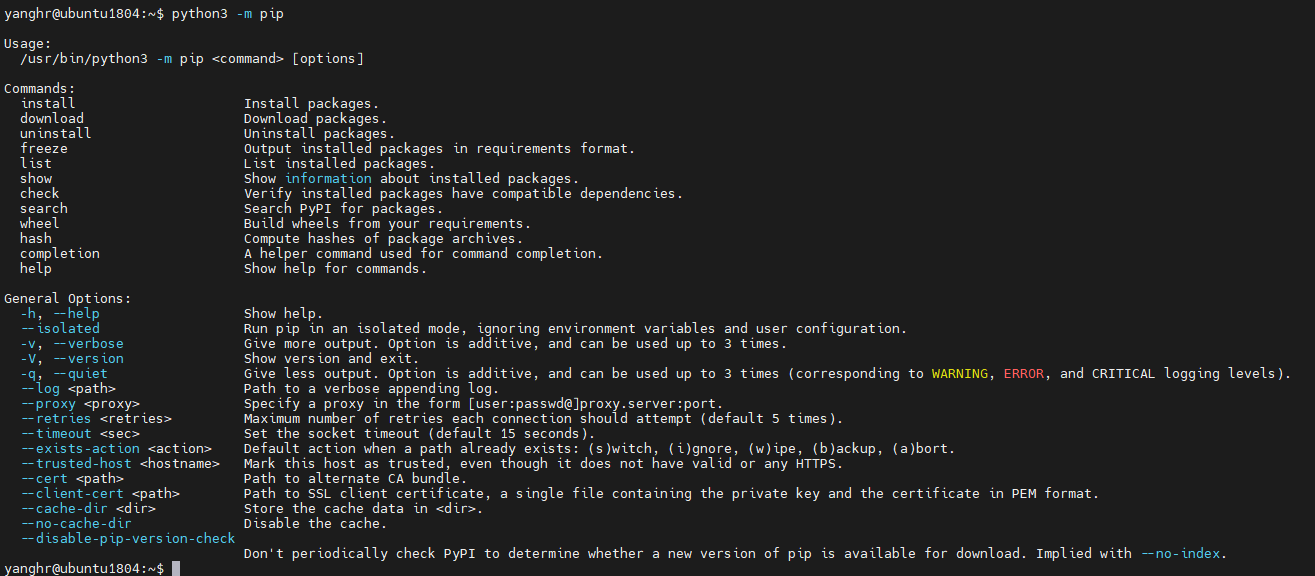 yanghr@ubuntu1804:~$ python3 -m pip
Usage:
/usr/bin/python3 -m pip <command> [options]
Commands:
install Install packages.
download Download packages.
uninstall Uninstall packages.
freeze Output installed packages in requirements format.
list List installed packages.
show Show information about installed packages.
check Verify installed packages have compatible dependencies.
search Search PyPI for packages.
wheel Build wheels from your requirements.
hash Compute hashes of package archives.
completion A helper command used for command completion.
help Show help for commands.
General Options:
-h, --help Show help.
--isolated Run pip in an isolated mode, ignoring environment variables and user configuration.
-v, --verbose Give more output. Option is additive, and can be used up to 3 times.
-V, --version Show version and exit.
-q, --quiet Give less output. Option is additive, and can be used up to 3 times (corresponding to WARNING, ERROR, and CRITICAL logging levels).
--log <path> Path to a verbose appending log.
--proxy <proxy> Specify a proxy in the form [user:passwd@]proxy.server:port.
--retries <retries> Maximum number of retries each connection should attempt (default 5 times).
--timeout <sec> Set the socket timeout (default 15 seconds).
--exists-action <action> Default action when a path already exists: (s)witch, (i)gnore, (w)ipe, (b)ackup, (a)bort.
--trusted-host <hostname> Mark this host as trusted, even though it does not have valid or any HTTPS.
--cert <path> Path to alternate CA bundle.
--client-cert <path> Path to SSL client certificate, a single file containing the private key and the certificate in PEM format.
--cache-dir <dir> Store the cache data in <dir>.
--no-cache-dir Disable the cache.
--disable-pip-version-check
Don't periodically check PyPI to determine whether a new version of pip is available for download. Implied with --no-index.
yanghr@ubuntu1804:~$